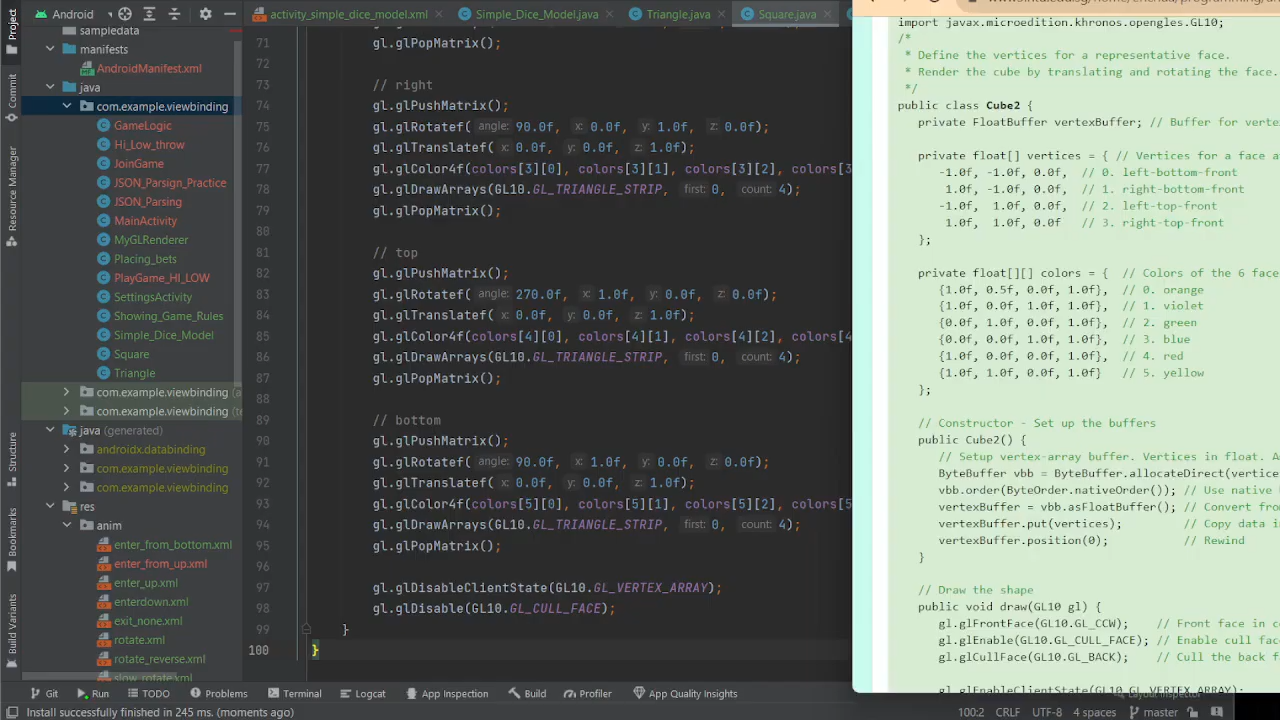 Project
Commit
Resource Manager
Structure
Bookmarks
Build Variants
Android
sampledata
manifests
AndroidManifest.xml
java
com.example.viewbinding
GameLogic
Hi_Low_throw
JoinGame
JSON_Parsign_Practice
JSON_Parsing
MainActivity
MyGLRenderer
Placing_bets
PlayGame_HI_LOW
SettingsActivity
Showing_Game_Rules
Simple_Dice_Model
Square
Triangle
com.example.viewbinding (a
com.example.viewbinding (te
java (generated)
androidx.databinding
com.example.viewbinding
com.example.viewbinding
res
anim
enter_from_bottom.xml
enter_from_up.xml
enter_up.xml
enterdown.xml
exit_none.xml
rotate.xml
rotate_reverse.xml
slow_rotate.xml
activity_simple_dice_model.xml
Simple_Dice_Model.java
Triangle.java
Square.java
71
72 gl.glPopMatrix();
73 // right
74 gl.glPushMatrix();
75 gl.glRotatef( angle: 90.0f, x: 0.0f, y: 1.0f, z: 0.0f);
76 gl.glTranslatef( x: 0.0f, y: 0.0f, z: 1.0f);
77 gl.glColor4f(colors[3][0], colors[3][1], colors[3][2], colors[3
78 gl.glDrawArrays(GL10.GL_TRIANGLE_STRIP, first: 0, count: 4);
79 gl.glPopMatrix();
80
81 // top
82 gl.glPushMatrix();
83 gl.glRotatef( angle: 270.0f, x: 1.0f, y: 0.0f, z: 0.0f);
84 gl.glTranslatef( x: 0.0f, y: 0.0f, z: 1.0f);
85 gl.glColor4f(colors[4][0], colors[4][1], colors[4][2], colors[4
86 gl.glDrawArrays(GL10.GL_TRIANGLE_STRIP, first: 0, count: 4);
87 gl.glPopMatrix();
88
89 // bottom
90 gl.glPushMatrix();
91 gl.glRotatef( angle: 90.0f, x: 1.0f, y: 0.0f, z: 0.0f);
92 gl.glTranslatef( x: 0.0f, y: 0.0f, z: 1.0f);
93 gl.glColor4f(colors[5][0], colors[5][1], colors[5][2], colors[5
94 gl.glDrawArrays(GL10.GL_TRIANGLE_STRIP, first: 0, count: 4);
95 gl.glPopMatrix();
96
97 gl.glDisableClientState(GL10.GL_VERTEX_ARRAY);
98 gl.glDisable(GL10.GL_CULL_FACE);
99 }
100 }
import javax.microedition.khronos.opengles.GL10;
/*
* Define the vertices for a representative face.
* Render the cube by translating and rotating the face.
*/
public class Cube2 {
private FloatBuffer vertexBuffer; // Buffer for verte
private float[] vertices = { // Vertices for a face a
-1.0f, -1.0f, 0.0f, // 0. left-bottom-front
1.0f, -1.0f, 0.0f, // 1. right-bottom-front
-1.0f, 1.0f, 0.0f, // 2. left-top-front
1.0f, 1.0f, 0.0f // 3. right-top-front
};
private float[][] colors = { // Colors of the 6 face
{1.0f, 0.5f, 0.0f, 1.0f}, // 0. orange
{1.0f, 0.0f, 1.0f, 1.0f}, // 1. violet
{0.0f, 1.0f, 0.0f, 1.0f}, // 2. green
{0.0f, 0.0f, 1.0f, 1.0f}, // 3. blue
{1.0f, 0.0f, 0.0f, 1.0f}, // 4. red
{1.0f, 1.0f, 0.0f, 1.0f} // 5. yellow
};
// Constructor - Set up the buffers
public Cube2() {
// Setup vertex-array buffer. Vertices in float. A
ByteBuffer vbb = ByteBuffer.allocateDirect(vertice
vbb.order(ByteOrder.nativeOrder()); // Use native b
vertexBuffer = vbb.asFloatBuffer(); // Convert from
vertexBuffer.put(vertices); // Copy data in
vertexBuffer.position(0); // Rewind
}
// Draw the shape
public void draw(GL10 gl) {
gl.glFrontFace(GL10.GL_CCW); // Front face in co
gl.glEnable(GL10.GL_CULL_FACE); // Enable cull fac
gl.glCullFace(GL10.GL_BACK); // Cull the back f
gl.glEnableClientState(GL10.GL_VERTEX_ARRAY);
Git
Run
TODO
Problems
Terminal
Logcat
App Inspection
Build
Profiler
App Quality Insights
Layout Inspector
Install successfully finished in 245 ms. (moments ago)
100:2 CRLF UTF-8 4 spaces master